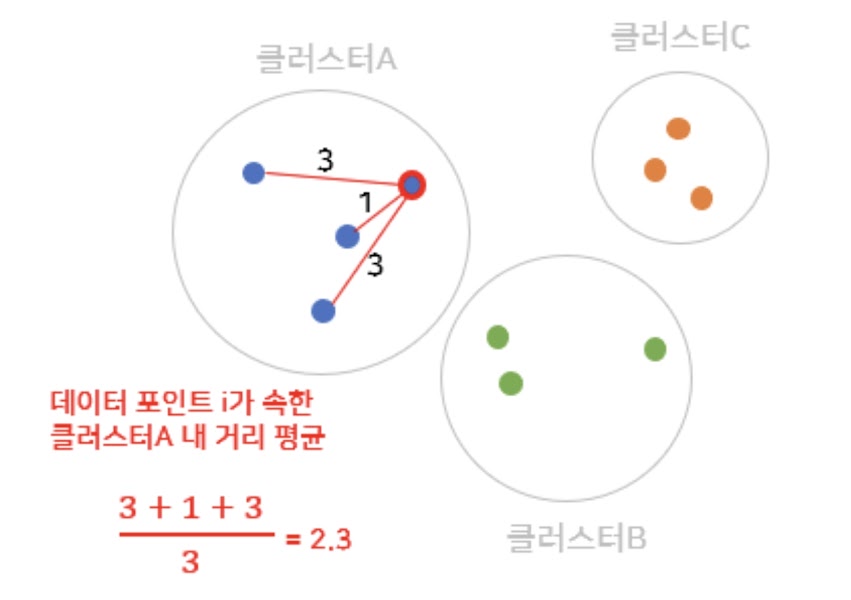 클러스터A
클러스터C
3
1
3
데이터 포인트 i가 속한
클러스터A 내 거리 평균
3 + 1 + 3
3
= 2.3
클러스터B